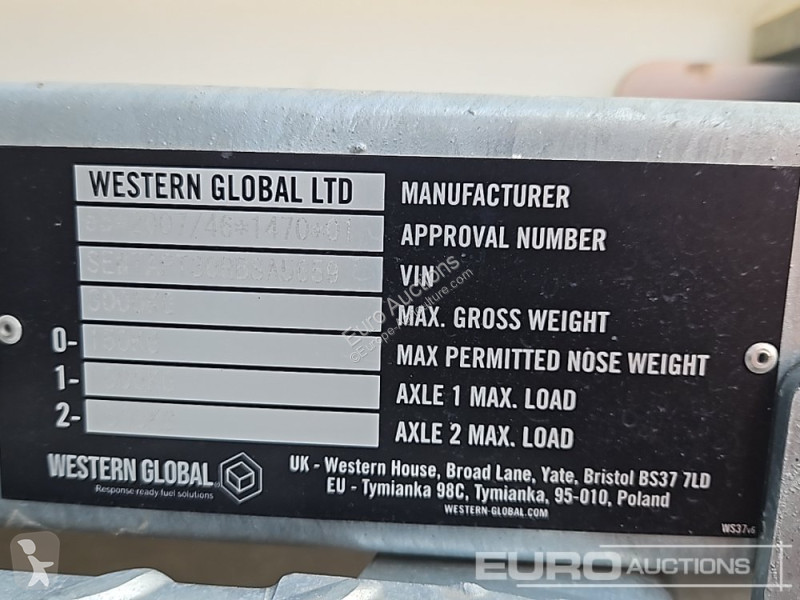 WESTERN GLOBAL LTD MANUFACTURER
APPROVAL NUMBER
VIN
MAX. GROSS WEIGHT
0- MAX PERMITTED NOSE WEIGHT
1- AXLE 1 MAX. LOAD
2- AXLE 2 MAX. LOAD
WESTERN GLOBAL
Response ready fuel solutions
UK - Western House, Broad Lane, Yate, Bristol BS37 7LD
EU - Tymianka 98C, Tymianka, 95-010, Poland
WESTERN-GLOBAL.COM
WS37v6
Euro Auctions
EURO AUCTIONS